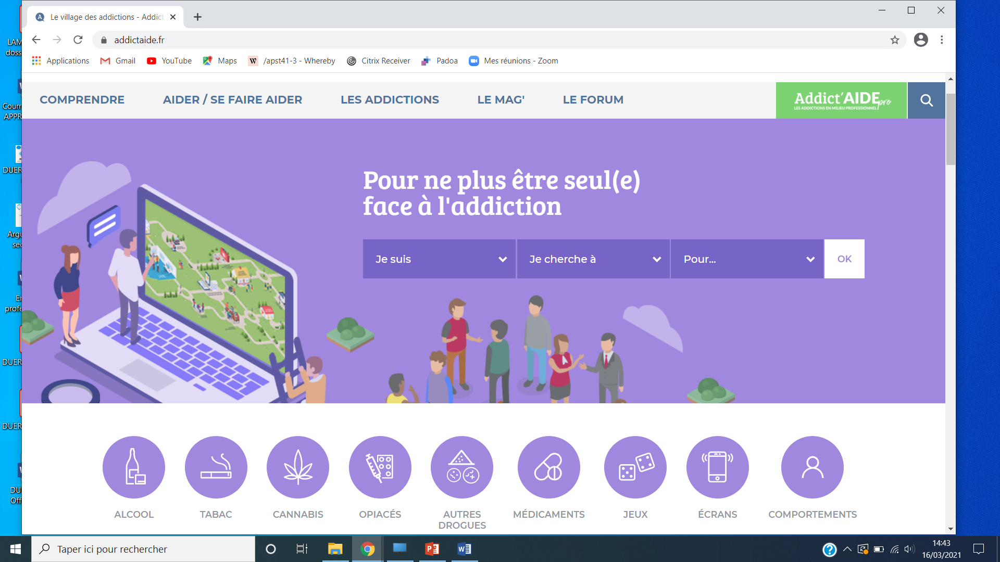 Le village des addictions - Addict
addictaide.fr
Applications
Gmail
YouTube
Maps
/apst41-3 - Whereby
Citrix Receiver
Padoa
Mes réunions - Zoom
COMPRENDRE
AIDER / SE FAIRE AIDER
LES ADDICTIONS
LE MAG'
LE FORUM
Addict'AIDE pro
LES ADDICTIONS EN MILIEU PROFESSIONNEL
Pour ne plus être seul(e)
face à l'addiction
Je suis
Je cherche à
Pour...
OK
ALCOOL
TABAC
CANNABIS
OPIACÉS
AUTRES
DROGUES
MÉDICAMENTS
JEUX
ÉCRANS
COMPORTEMENTS
LAM
doss
Courr
APPR
DUER
Argu
sec
En
profe
DUER
DUER
DU
Off
Taper ici pour rechercher
14:43
16/03/2021